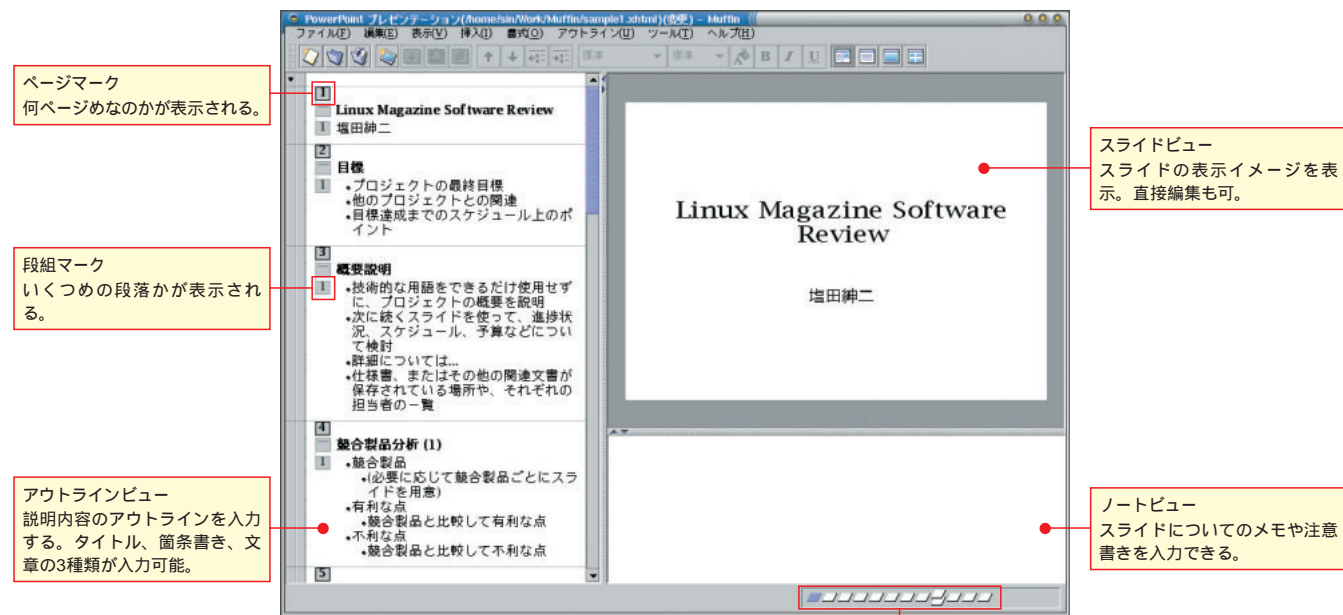 PowerPoint プレゼンテーション(/home/sin/Work/Muffin/sample1.xhtml)(変更) – Muffin
ファイル(F) 編集(E) 表示(V) 挿入(I) 書式(O) アウトライン(U) ツール(T) ヘルプ(H)
標準 標準 B I U
ページマーク
何ページめなのかが表示される。
段組マーク
いくつめの段落かが表示され
る。
アウトラインビュー
説明内容のアウトラインを入力
する。タイトル、箇条書き、文
章の3種類が入力可能。
1
Linux Magazine Software Review
1 塩田紳二
2
目標
1 •プロジェクトの最終目標
•他のプロジェクトとの関連
•目標達成までのスケジュール上のポ
イント
3
概要説明
1 •技術的な用語をできるだけ使用せず
に、プロジェクトの概要を説明
•次に続くスライドを使って、進捗状
況、スケジュール、予算などについ
て検討
•詳細については...
•仕様書、またはその他の関連文書が
保存されている場所や、それぞれの
担当者の一覧
4
競合製品分析 (1)
1 •競合製品
•(必要に応じて競合製品ごとにスラ
イドを用意)
•有利な点
•競合製品と比較して有利な点
•不利な点
•競合製品と比較して不利な点
5
Linux Magazine Software
Review
塩田紳二
スライドビュー
スライドの表示イメージを表
示。直接編集も可。
ノートビュー
スライドについてのメモや注意
書きを入力できる。